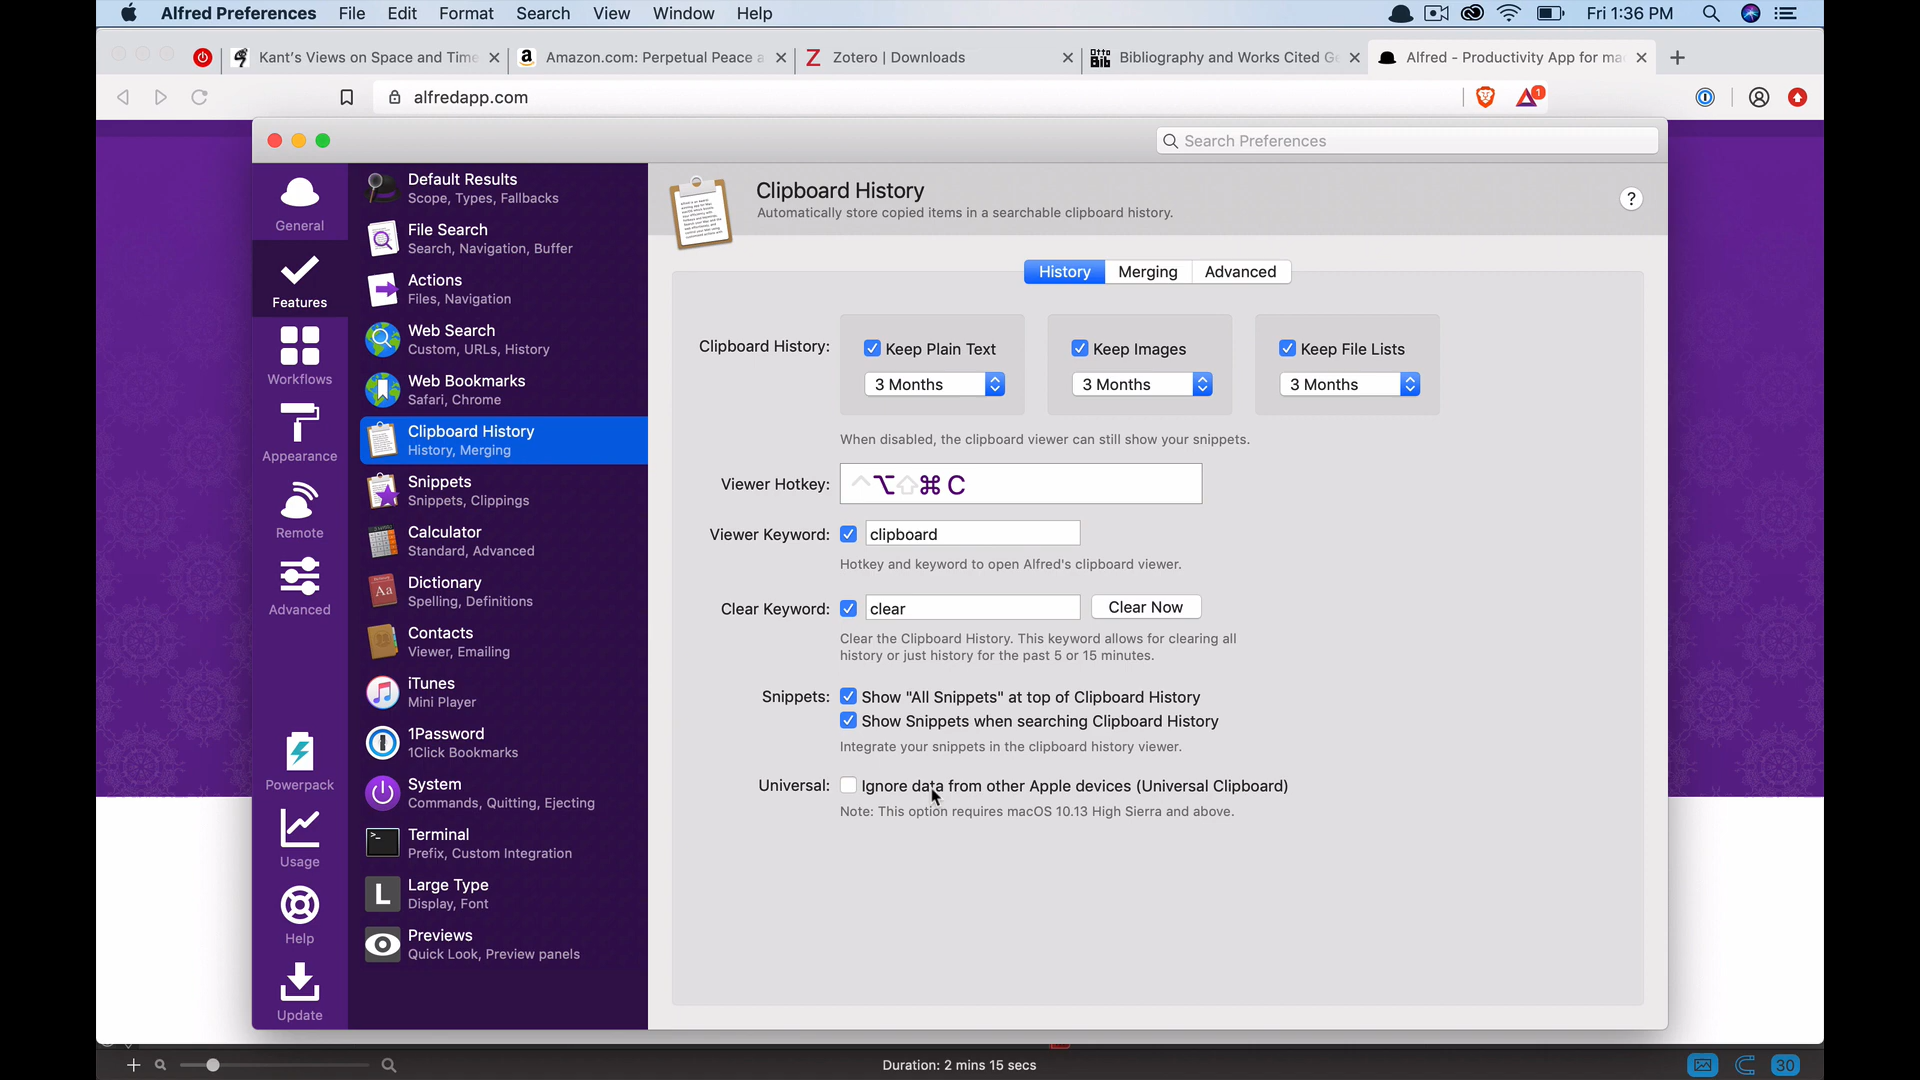 Alfred Preferences File Edit Format Search View Window Help Fri 1:36 PM
Kant's Views on Space and Time Amazon.com: Perpetual Peace a Zotero | Downloads Otto Bib Bibliography and Works Cited Ge Alfred - Productivity App for mac
alfredapp.com 1
Search Preferences
General
Features
Workflows
Appearance
Remote
Advanced
Powerpack
Usage
Help
Update
Default Results
Scope, Types, Fallbacks
File Search
Search, Navigation, Buffer
Actions
Files, Navigation
Web Search
Custom, URLs, History
Web Bookmarks
Safari, Chrome
Clipboard History
History, Merging
Snippets
Snippets, Clippings
Calculator
Standard, Advanced
Aa
Dictionary
Spelling, Definitions
Contacts
Viewer, Emailing
iTunes
Mini Player
1Password
1Click Bookmarks
System
Commands, Quitting, Ejecting
Terminal
Prefix, Custom Integration
L
Large Type
Display, Font
Previews
Quick Look, Preview panels
Clipboard History
Automatically store copied items in a searchable clipboard history.
?
History Merging Advanced
Clipboard History: Keep Plain Text Keep Images Keep File Lists
3 Months 3 Months 3 Months
When disabled, the clipboard viewer can still show your snippets.
Viewer Hotkey: ^⌥⇧⌘ C
Viewer Keyword: clipboard
Hotkey and keyword to open Alfred's clipboard viewer.
Clear Keyword: clear Clear Now
Clear the Clipboard History. This keyword allows for clearing all
history or just history for the past 5 or 15 minutes.
Snippets: Show "All Snippets" at top of Clipboard History
Show Snippets when searching Clipboard History
Integrate your snippets in the clipboard history viewer.
Universal: Ignore data from other Apple devices (Universal Clipboard)
Note: This option requires macOS 10.13 High Sierra and above.
Duration: 2 mins 15 secs 30